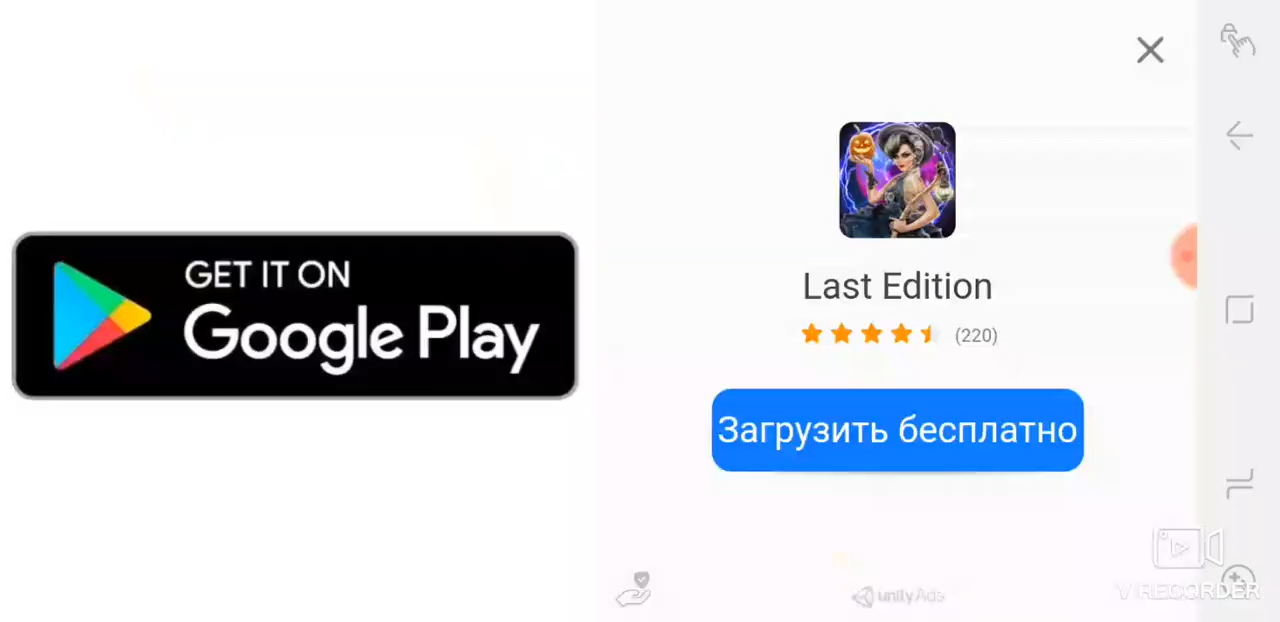 GET IT ON
Google Play
Last Edition
(220)
Загрузить бесплатно
unity Ads
V RECORDER